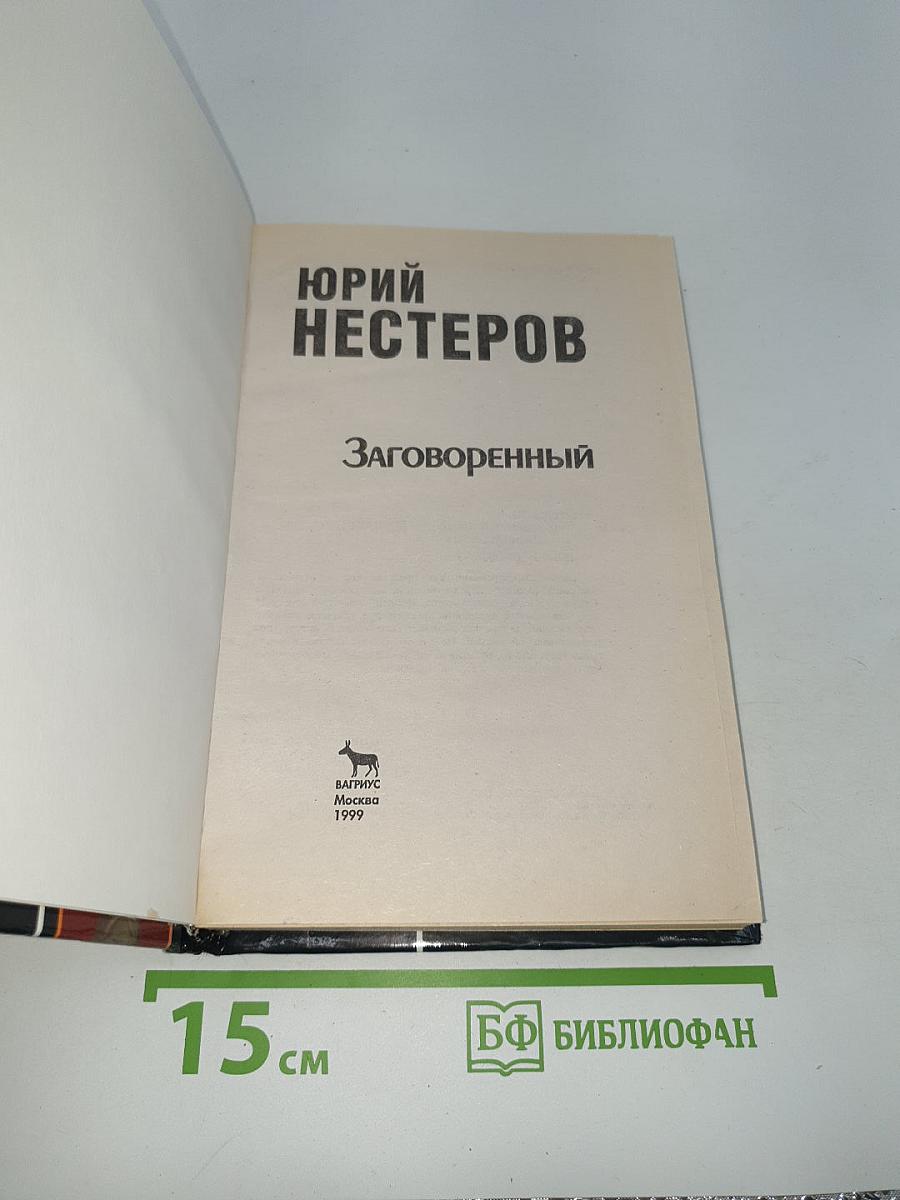 ЮРИЙ
НЕСТЕРОВ
Заговоренный
ВАГРИУС
Москва
1999
15 см
БФ БИБЛИОФАН